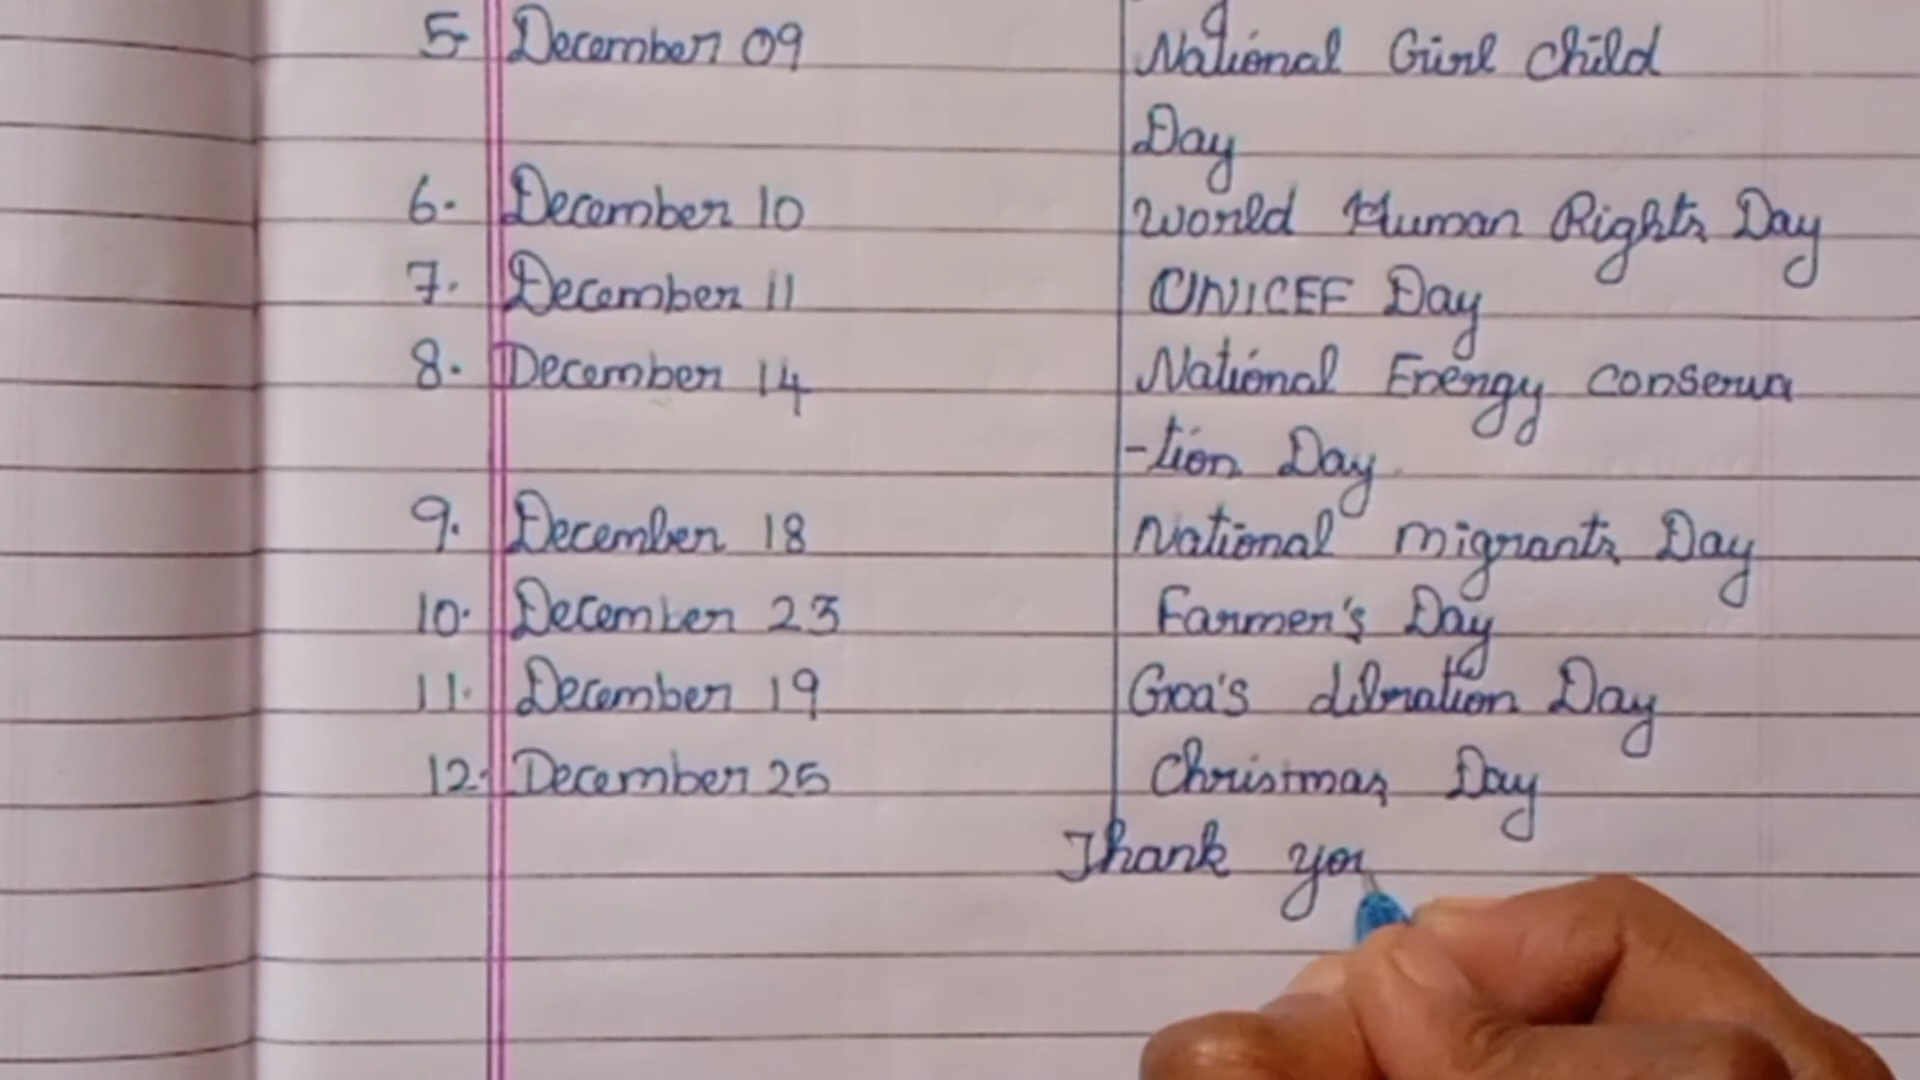 5. December 09 National Girl Child
Day
6. December 10 World Human Rights Day
7. December 11 UNICEF Day
8. December 14 National Energy conserva
-tion Day
9. December 18 National migrants Day
10. December 23 Farmer's Day
11. December 19 Goa's libration Day
12. December 25 Christmas Day
Thank you